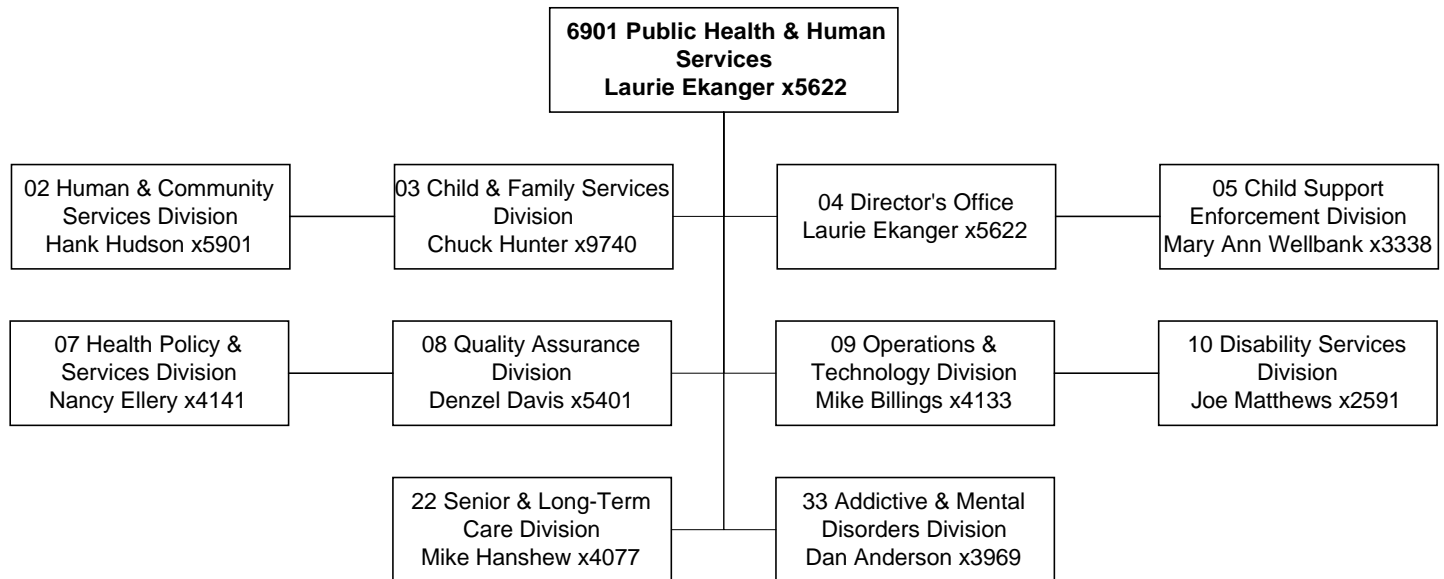 6901 Public Health & Human
Services
Laurie Ekanger x5622
02 Human & Community
Services Division
Hank Hudson x5901
03 Child & Family Services
Division
Chuck Hunter x9740
04 Director's Office
Laurie Ekanger x5622
05 Child Support
Enforcement Division
Mary Ann Wellbank x3338
07 Health Policy &
Services Division
Nancy Ellery x4141
08 Quality Assurance
Division
Denzel Davis x5401
09 Operations &
Technology Division
Mike Billings x4133
10 Disability Services
Division
Joe Matthews x2591
22 Senior & Long-Term
Care Division
Mike Hanshew x4077
33 Addictive & Mental
Disorders Division
Dan Anderson x3969